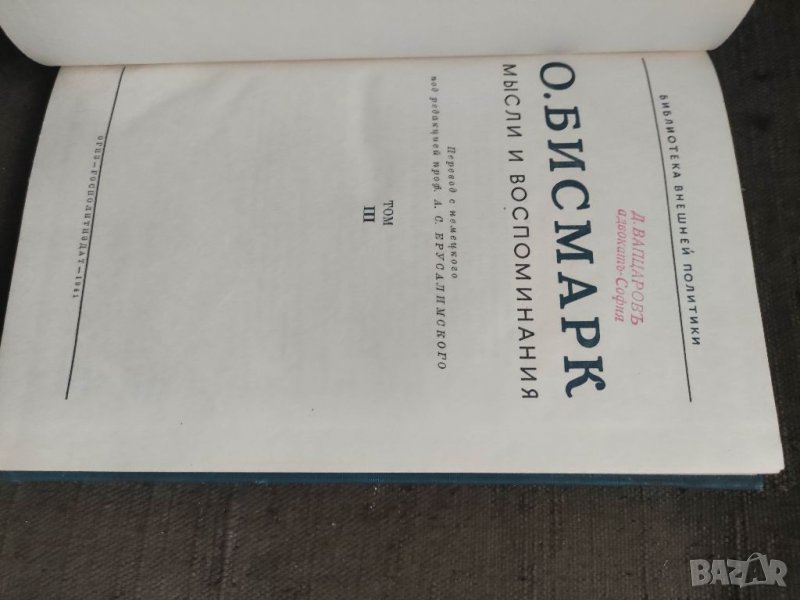 БИБЛИОТЕКА ВНЕШНЕЙ ПОЛИТИКИ
Д. ВАПЦАРОВЪ
адвокатъ-София
О. БИСМАРК
МЫСЛИ И ВОСПОМИНАНИЯ
Перевод с немецкого
под редакцией проф. А. С. ЕРУСАЛИМСКОГО
ТОМ
III
ОГИЗ—ГОСПОЛИТИЗДАТ—1941
BAZAR